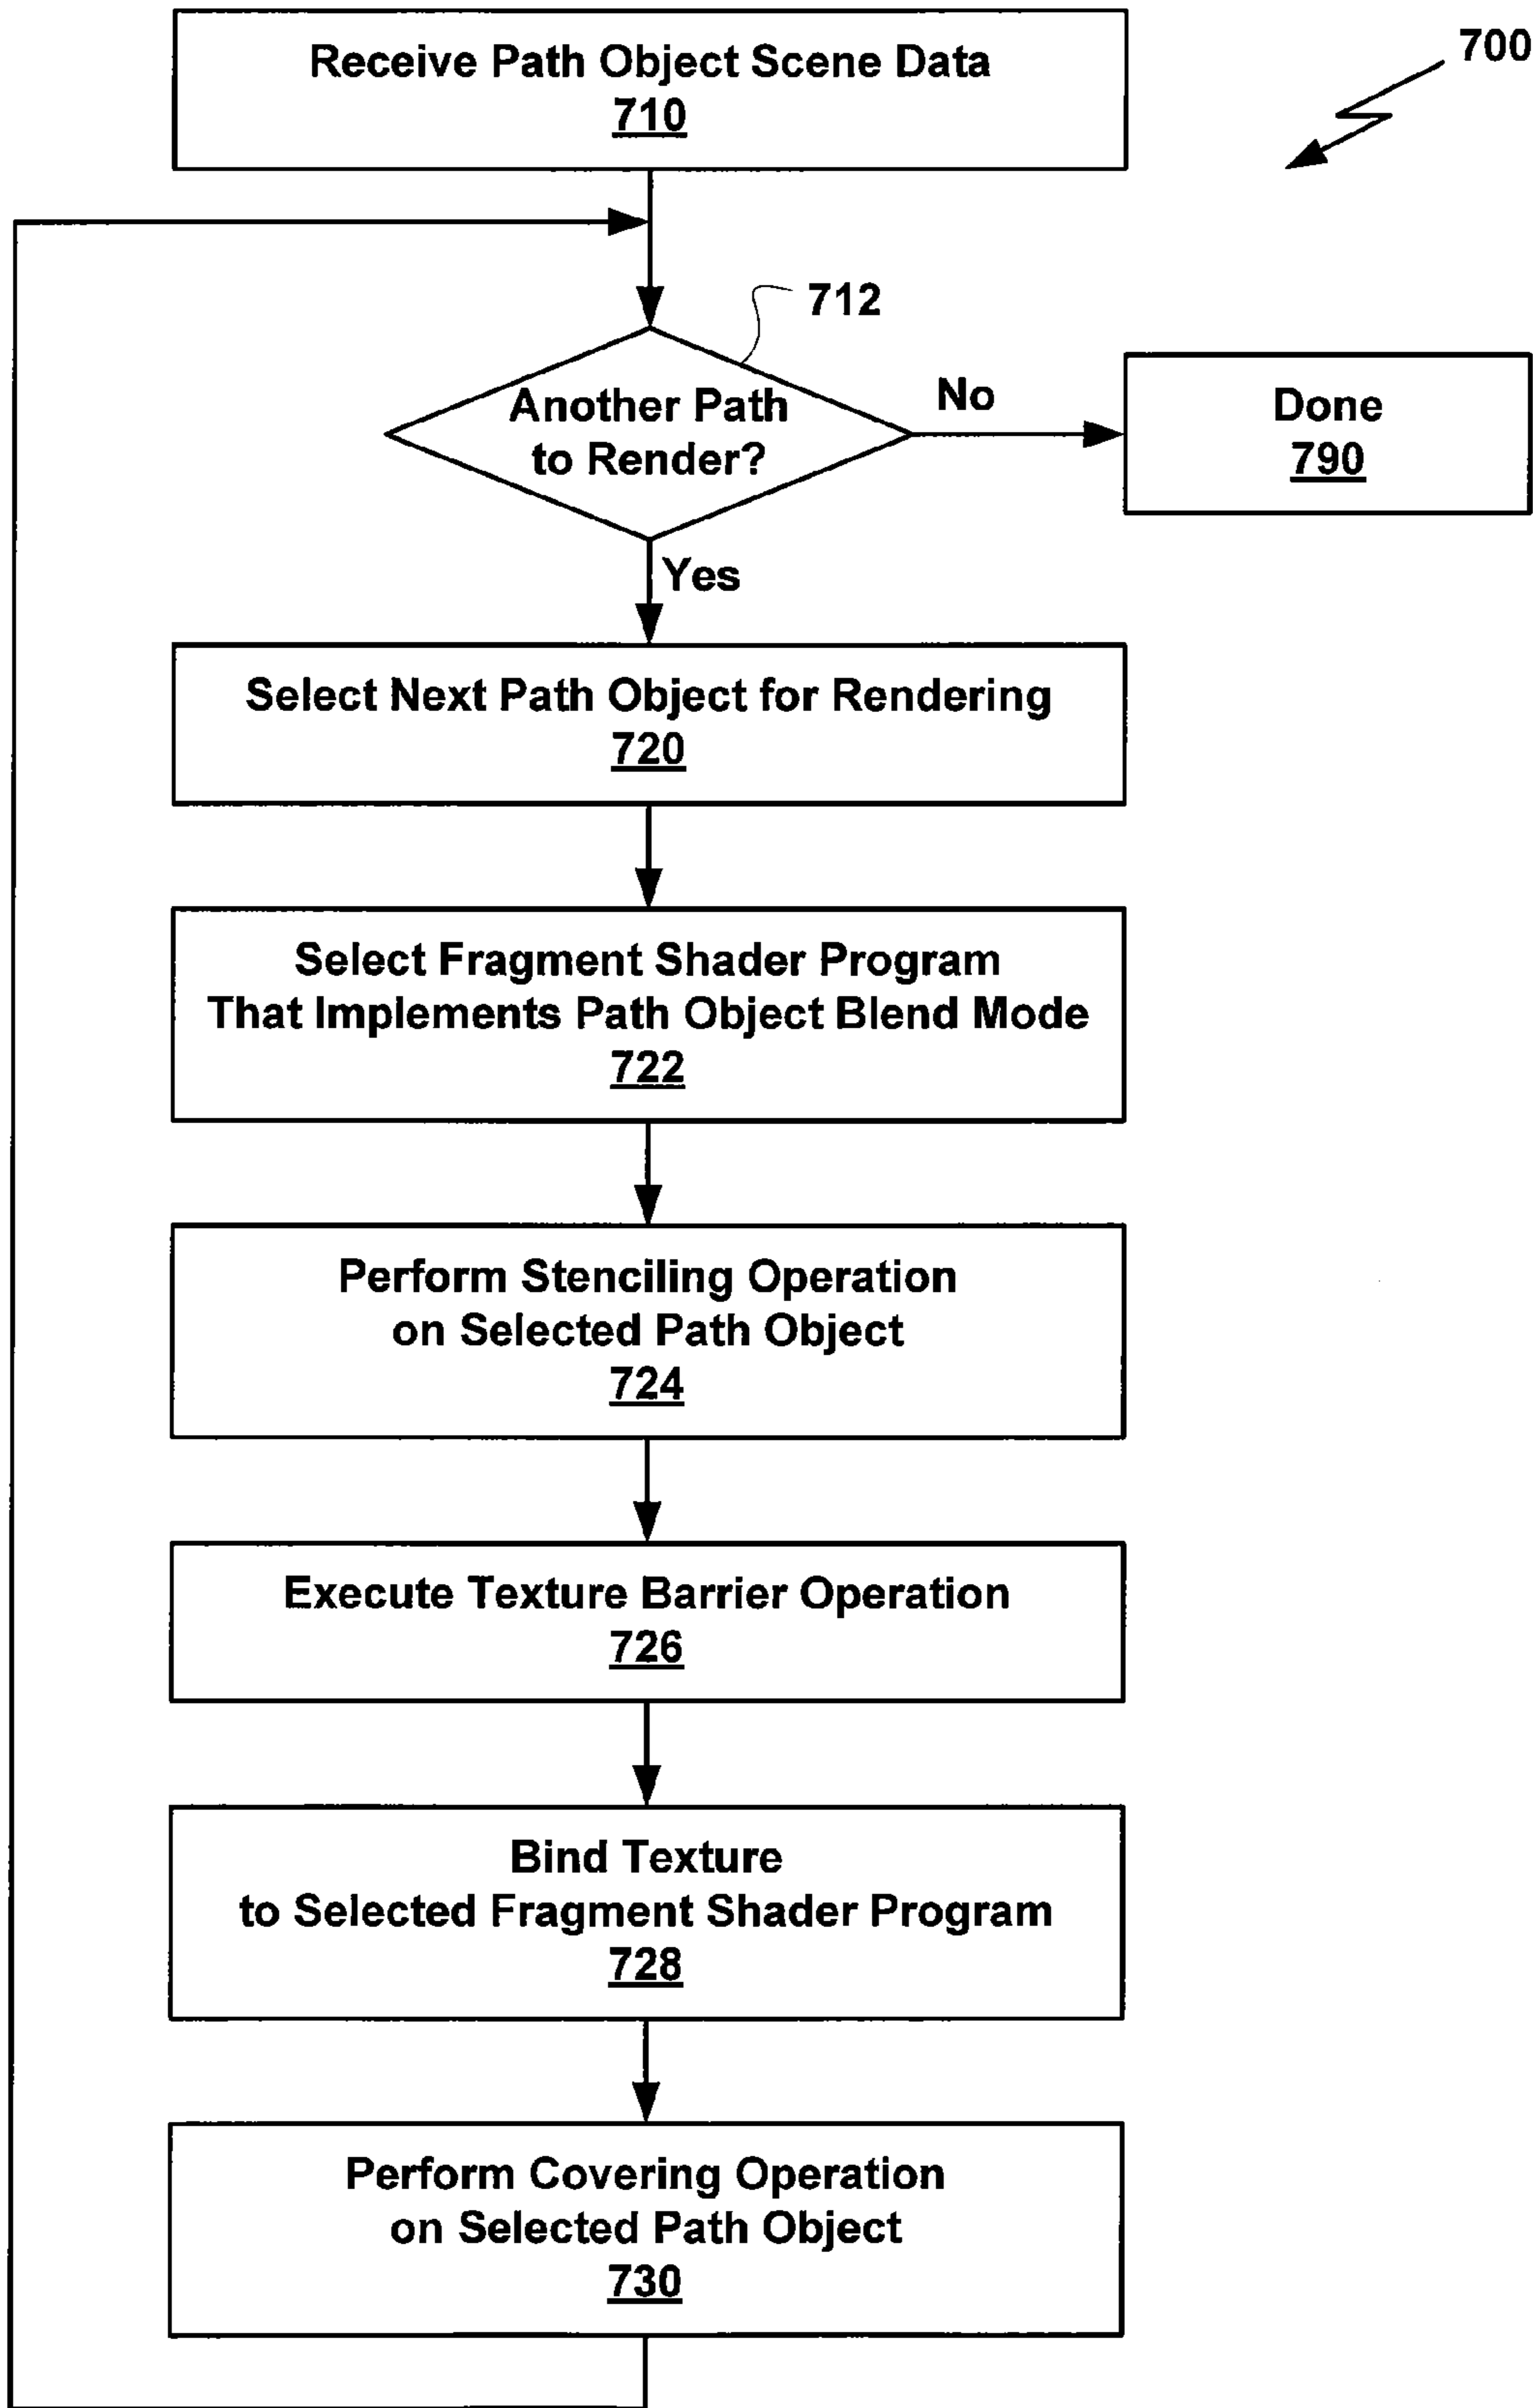 700
Receive Path Object Scene Data
710
712
Another Path
to Render?
No
Done
790
Yes
Select Next Path Object for Rendering
720
Select Fragment Shader Program
That Implements Path Object Blend Mode
722
Perform Stenciling Operation
on Selected Path Object
724
Execute Texture Barrier Operation
726
Bind Texture
to Selected Fragment Shader Program
728
Perform Covering Operation
on Selected Path Object
730